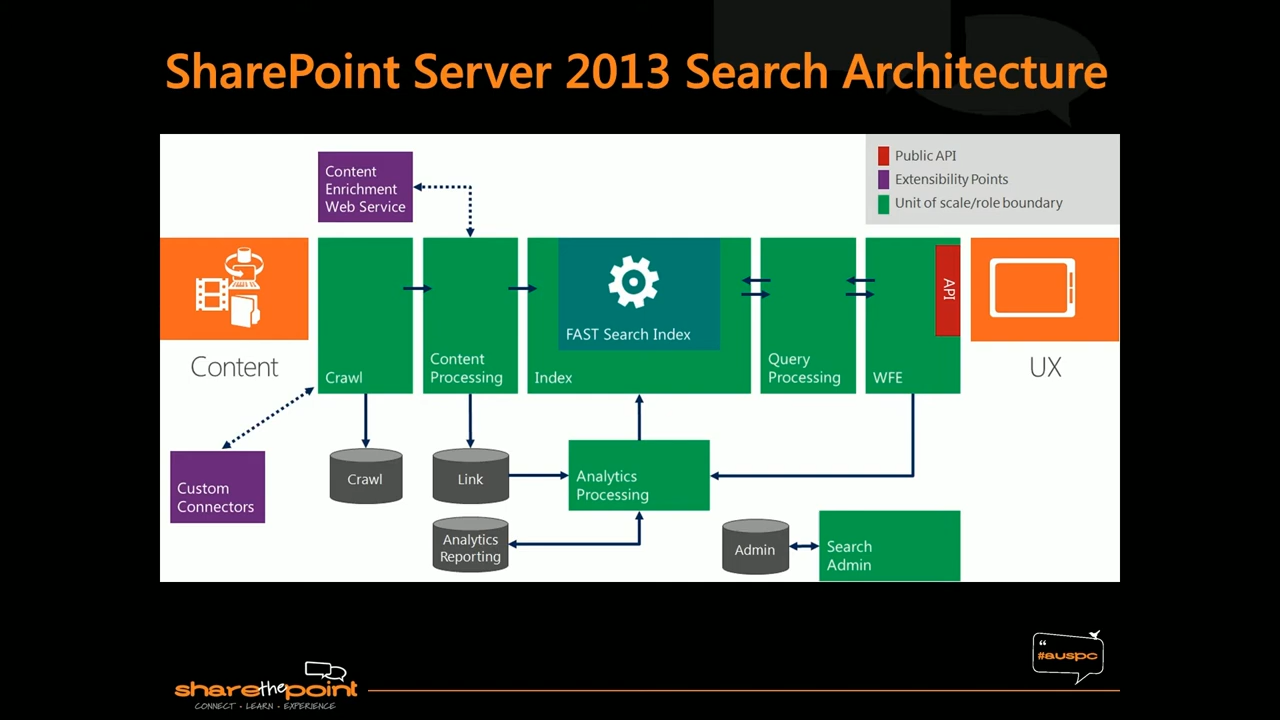 SharePoint Server 2013 Search Architecture
Public API
Extensibility Points
Unit of scale/role boundary
Content
Enrichment
Web Service
Content
Crawl
Content
Processing
FAST Search Index
Index
Query
Processing
API
WFE
UX
Custom
Connectors
Crawl
Link
Analytics
Reporting
Analytics
Processing
Admin
Search
Admin
“
#auspc
sharethepoint
CONNECT • LEARN • EXPERIENCE